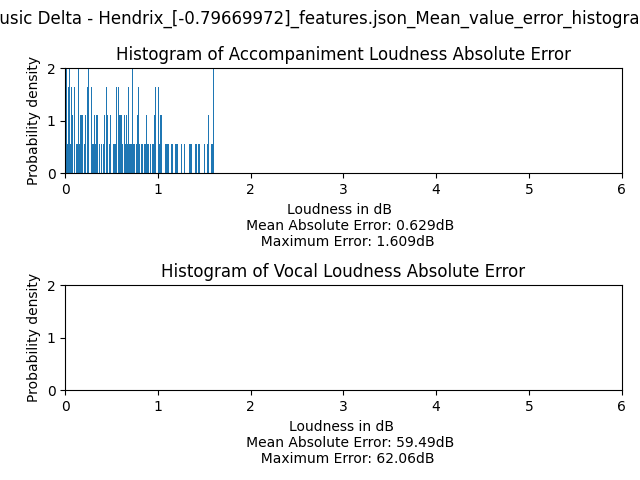 usic Delta - Hendrix_[-0.79669972]_features.json_Mean_value_error_histogra
Histogram of Accompaniment Loudness Absolute Error
Probability density
2
1
0
0 1 2 3 4 5 6
Loudness in dB
Mean Absolute Error: 0.629dB
Maximum Error: 1.609dB
Histogram of Vocal Loudness Absolute Error
Probability density
2
1
0
0 1 2 3 4 5 6
Loudness in dB
Mean Absolute Error: 59.49dB
Maximum Error: 62.06dB